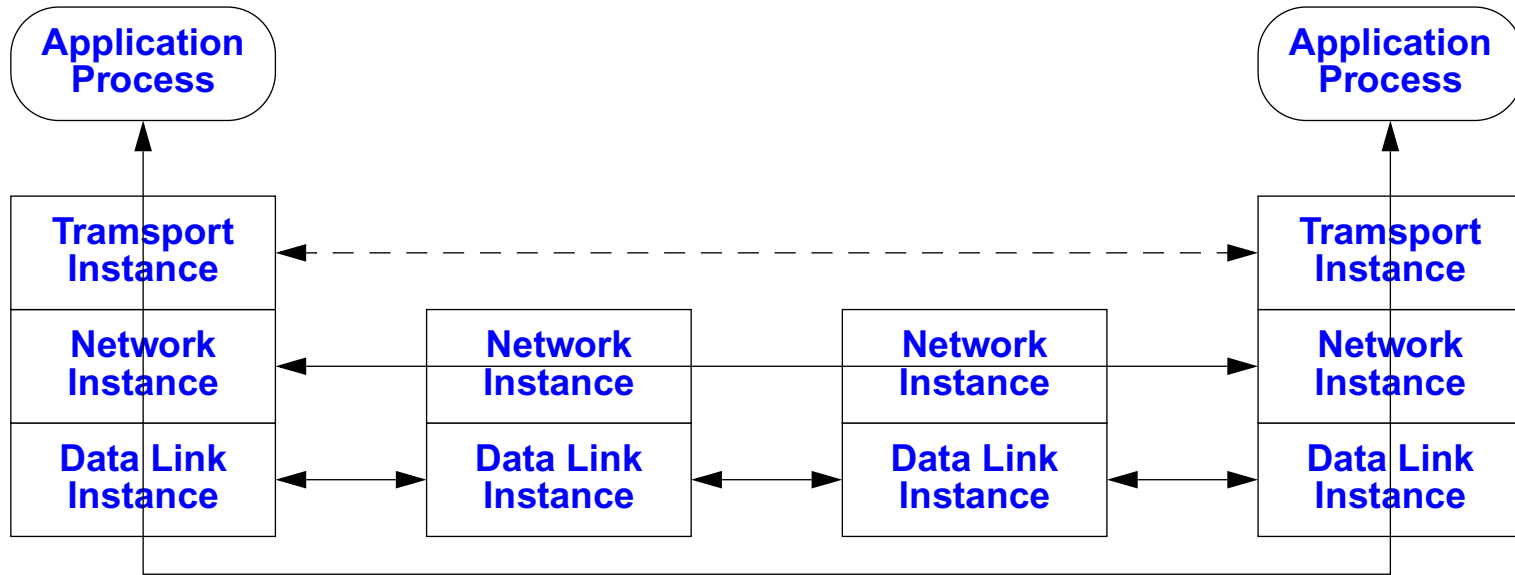 Application
Process
Application
Process
Tramsport
Instance
Tramsport
Instance
Network
Instance
Network
Instance
Network
Instance
Network
Instance
Data Link
Instance
Data Link
Instance
Data Link
Instance
Data Link
Instance